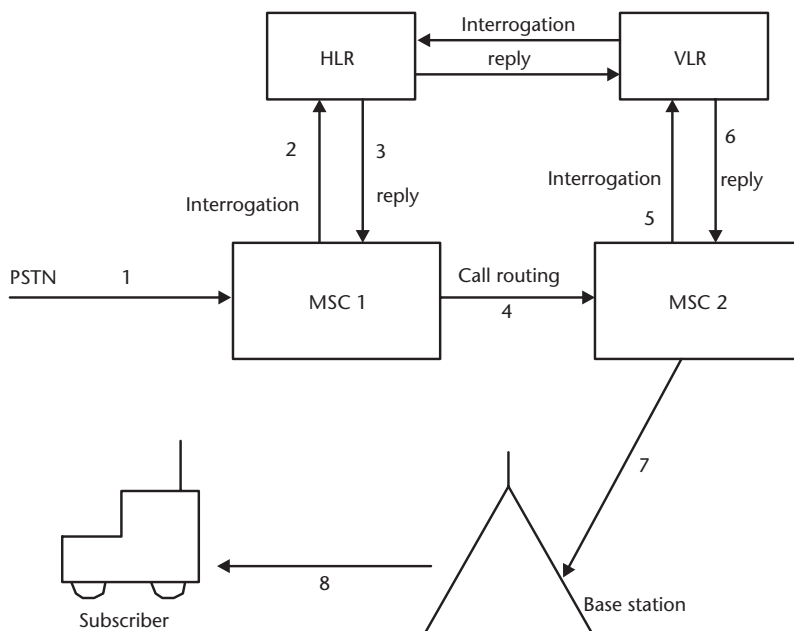 Interrogation
HLR
reply
VLR
2
3
Interrogation
reply
6
Interrogation
reply
5
PSTN
1
MSC 1
Call routing
4
MSC 2
7
8
Subscriber
Base station